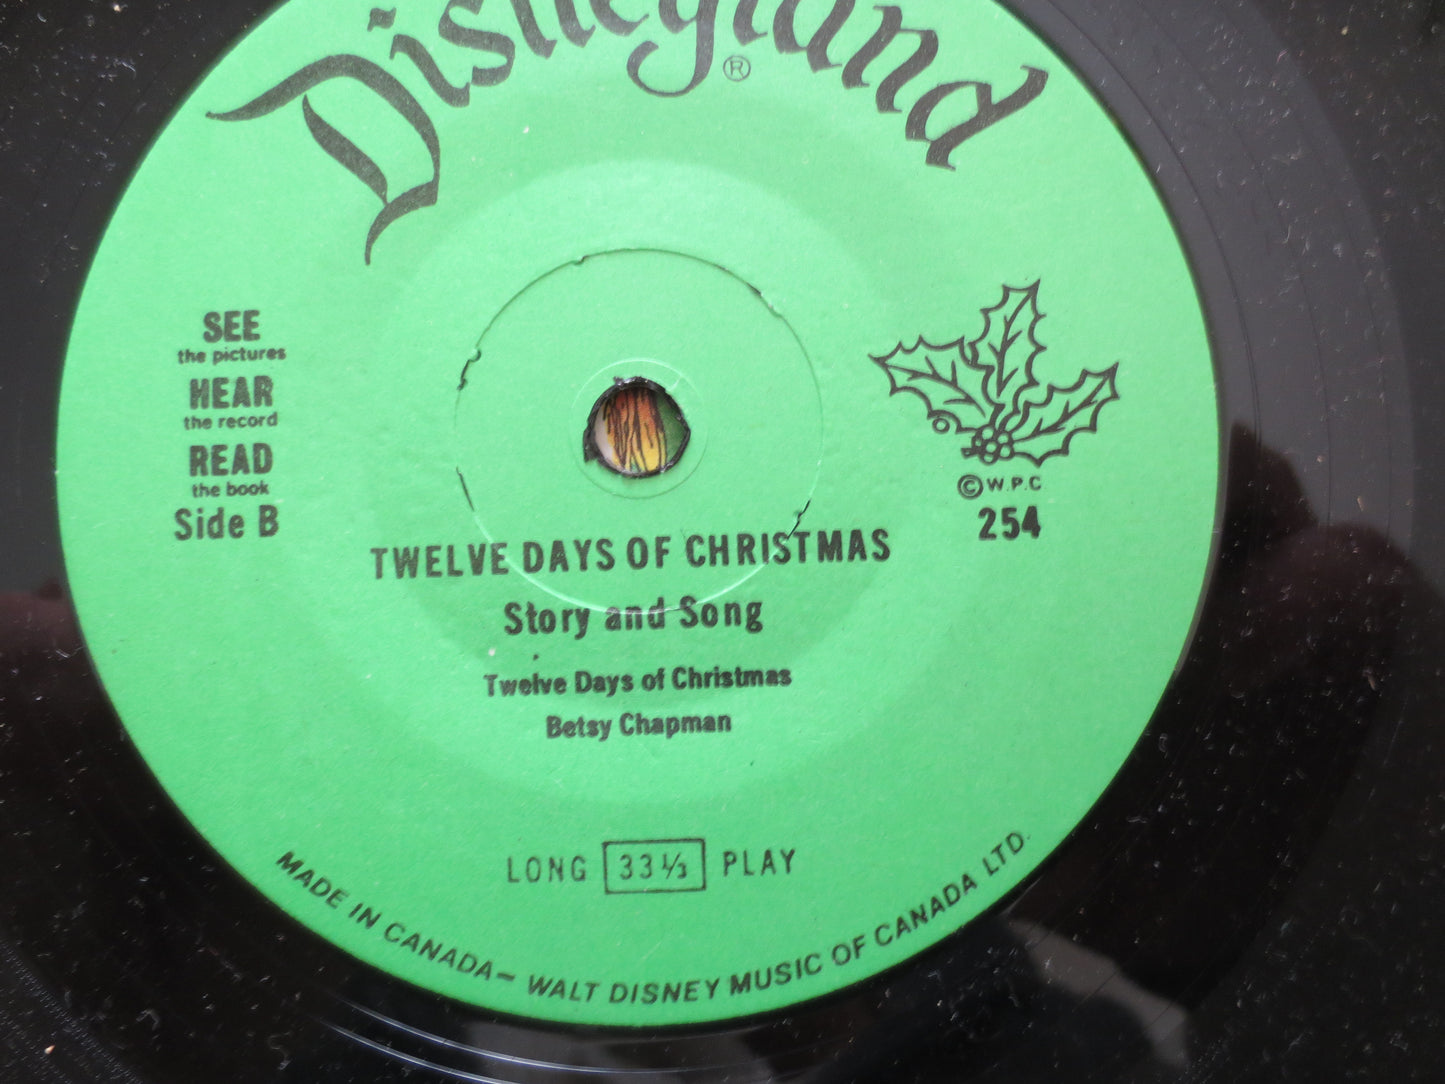 Disneyland
®
SEE
the pictures
HEAR
the record
READ
the book
Side B
© W.P.C
254
TWELVE DAYS OF CHRISTMAS
Story and Song
Twelve Days of Christmas
Betsy Chapman
LONG 33⅓ PLAY
MADE IN CANADA– WALT DISNEY MUSIC OF CANADA LTD.